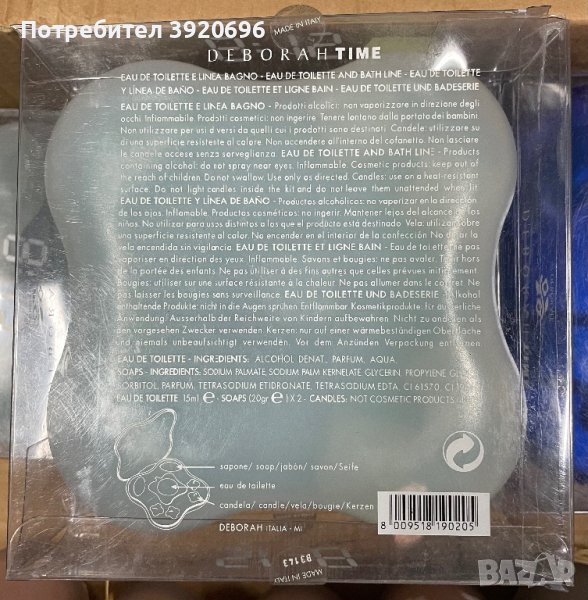 Потребител 3920696
MADE IN ITALY
DEBORAH TIME
EAU DE TOILETTE E LINEA BAGNO - EAU DE TOILETTE AND BATH LINE - EAU DE TOILETTE
Y LÍNEA DE BAÑO - EAU DE TOILETTE ET LIGNE BAIN - EAU DE TOILETTE UND BADESERIE
EAU DE TOILETTE E LINEA BAGNO - Prodotti alcolici: non vaporizzare in direzione degli
occhi Infiammabile Prodotti cosmetici: non ingerire. Tenere lontano dalla portata dei bambini.
Non utilizzare per usi diversi da quelli cui i prodotti sono destinati. Candele: utilizzare su
di una superficie resistente al calore. Non accendere all'interno del cofanetto. Non lasciare
le candele accese senza sorveglianza. EAU DE TOILETTE AND BATH LINE - Products
containing alcohol: do not spray near eyes. Inflammable. Cosmetic products: keep out of
the reach of children. Do not swallow. Use only as directed. Candles: use on a heat-resistant
surface. Do not light candles inside the kit and do not leave them unattended when lit.
EAU DE TOILETTE Y LÍNEA DE BAÑO - Productos alcohólicos: no vaporizar en la dirección
de los ojos. Inflamable. Productos cosméticos: no ingerir. Mantener lejos del alcance de los
niños. No utilizar para usos distintos a los que el producto está destinado. Vela: utilizar sobre
una superficie resistente al calor. No encender en el interior de la confección. No dejar la
vela encendida sin vigilancia. EAU DE TOILETTE ET LIGNE BAIN - Eau de toilette: ne pas
vaporiser en direction des yeux. Inflammable. Savons et bougies: ne pas avaler. Tenir hors
de la portée des enfants. Ne pas utiliser à des fins autres que celles prévues initialement.
Bougies: utiliser sur une surface résistante à la chaleur. Ne pas allumer dans le coffret. Ne
pas laisser les bougies sans surveillance. EAU DE TOILETTE UND BADESERIE - Alkohol
enthaltende Produkte: nicht in die Augen sprühen Entflammbar. Kosmetikprodukte: für äußerliche
Anwendung. Außerhalb der Reichweite von Kindern aufbewahren. Nicht zu anderen als
den vorgesehen Zwecker verwenden. Kerzen: nur auf einer wärmebeständigen Oberfläche
und niemals unbewacht brennen lassen. Vor dem Anzünden Verpackung entfernen.
EAU DE TOILETTE - INGREDIENTS: ALCOHOL DENAT., PARFUM, AQUA.
SOAPS - INGREDIENTS: SODIUM PALMATE, SODIUM PALM KERNELATE, GLYCERIN, PROPYLENE
SORBITOL, PARFUM, TETRASODIUM ETIDRONATE, TETRASODIUM EDTA, CI 61570, CI
EAU DE TOILETTE 15ml ℮ - SOAPS (20gr ℮) X 2 - CANDLES: NOT COSMETIC PRODUCTS
sapone/ soap/jabón/ savon/Seife
eau de toilette
candela/ candle/vela/bougie/Kerzen
DEBORAH ITALIA - MI
8 009518 190205
B3143
MADE IN ITALY
bazar.bg